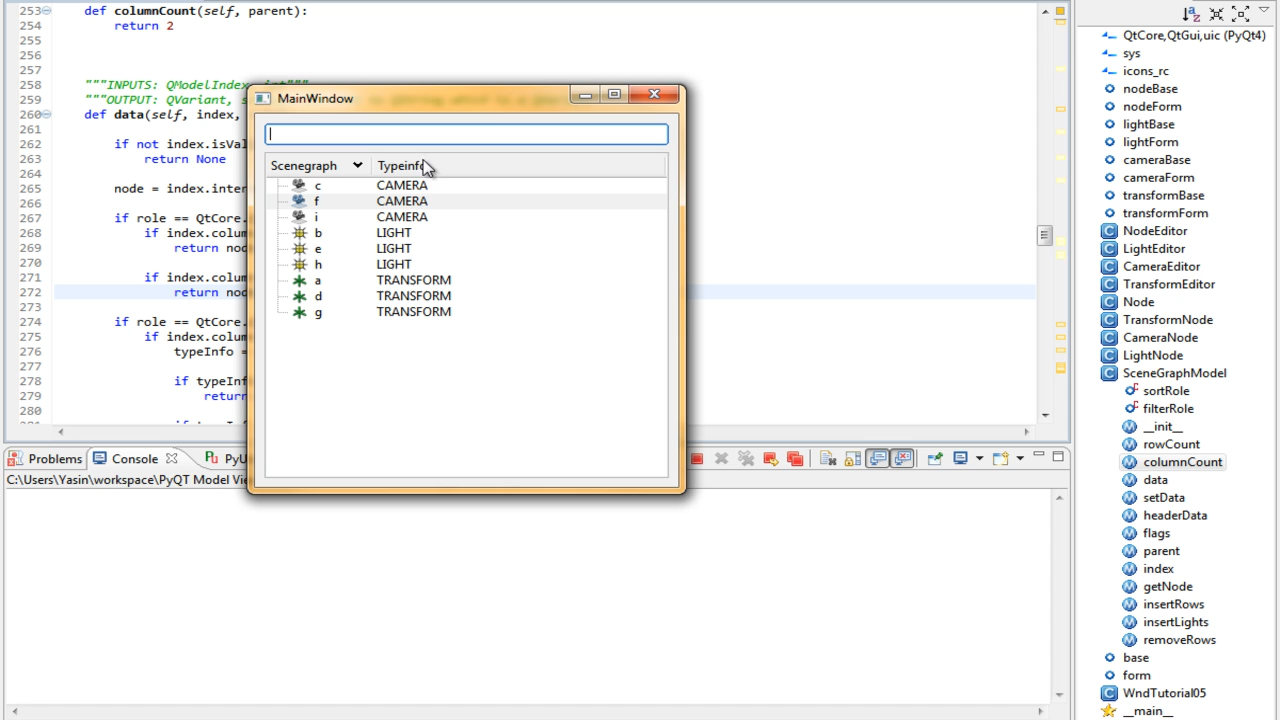 253 def columnCount(self, parent):
254 return 2
255
256
257
258 """INPUTS: QModelIndex, int"""
259 """OUTPUT: QVariant,
260 def data(self, index,
261
262 if not index.isVal
263 return None
264
265 node = index.inter
266
267 if role == QtCore.
268 if index.colum
269 return nod
270
271 if index.colum
272 return nod
273
274 if role == QtCore.
275 if index.colum
276 typeInfo =
277
278 if typeInf
279 return
280
MainWindow
Scenegraph Typeinfo
c CAMERA
f CAMERA
i CAMERA
b LIGHT
e LIGHT
h LIGHT
a TRANSFORM
d TRANSFORM
g TRANSFORM
Problems Console PyU
C:\Users\Yasin\workspace\PyQT Model Vie
QtCore,QtGui,uic (PyQt4)
sys
icons_rc
nodeBase
nodeForm
lightBase
lightForm
cameraBase
cameraForm
transformBase
transformForm
NodeEditor
LightEditor
CameraEditor
TransformEditor
Node
TransformNode
CameraNode
LightNode
SceneGraphModel
sortRole
filterRole
__init__
rowCount
columnCount
data
setData
headerData
flags
parent
index
getNode
insertRows
insertLights
removeRows
base
form
WndTutorial05
__main__